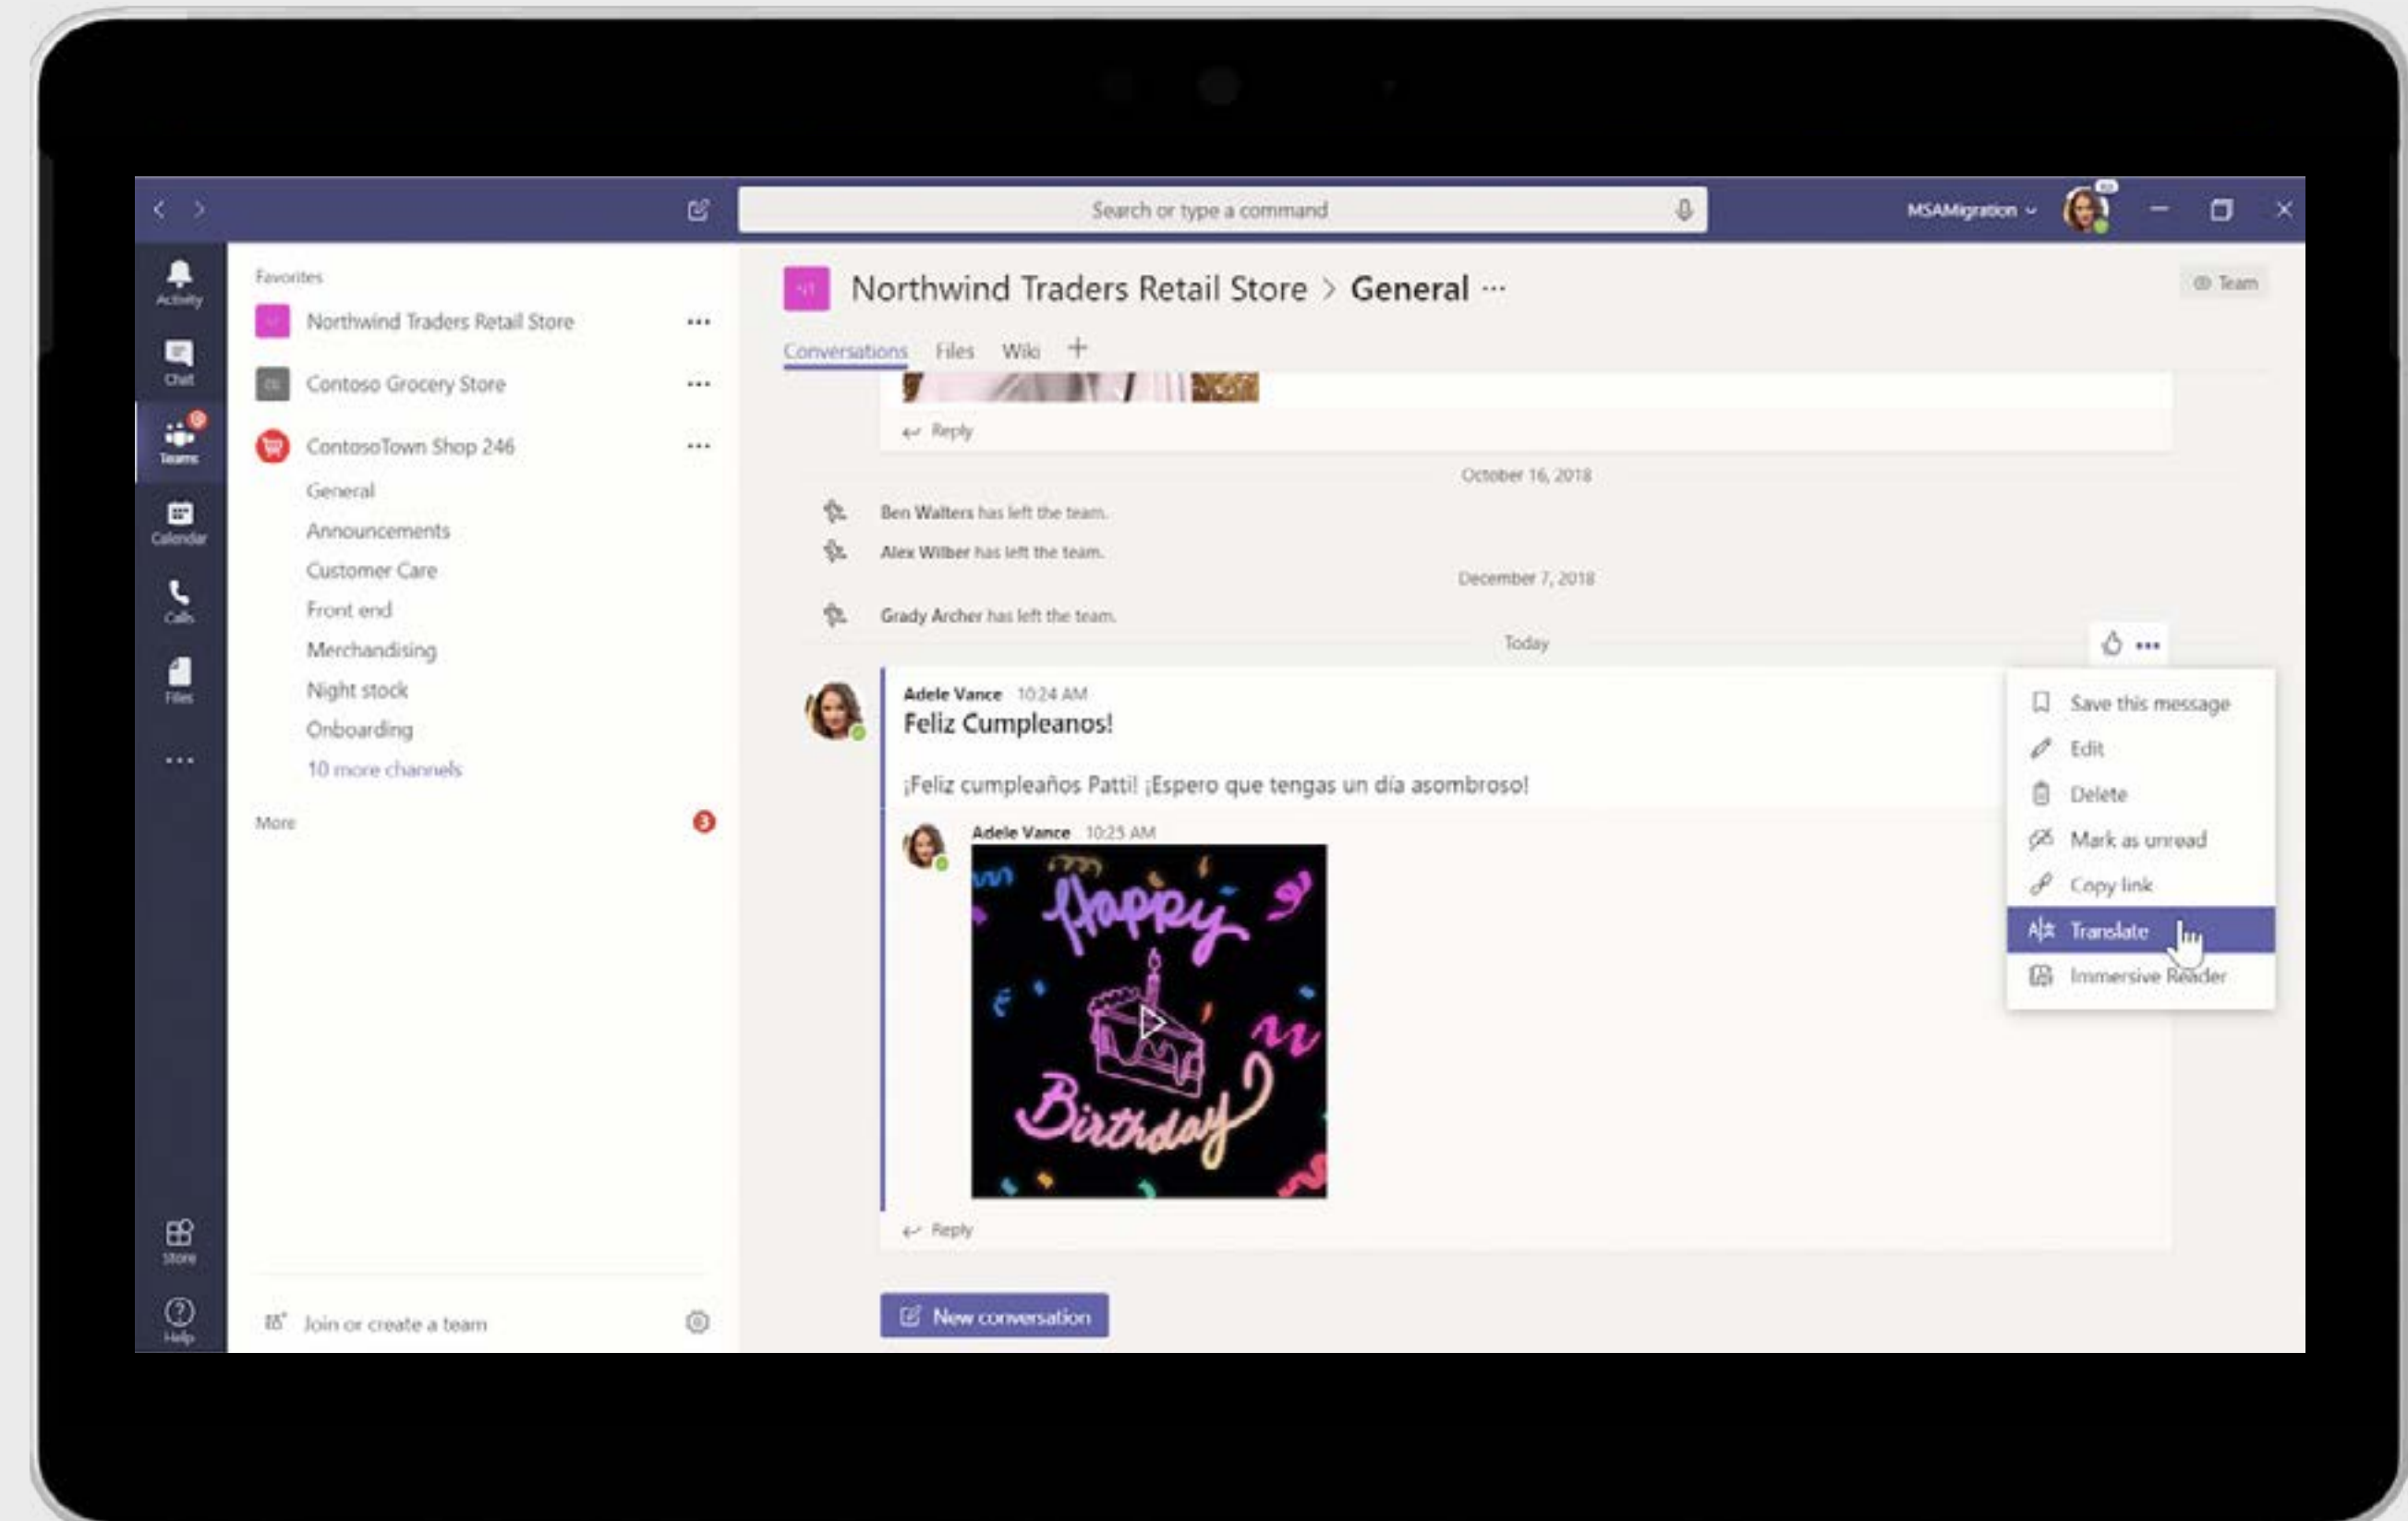 Search or type a command
MSAMigration
Activity
Chat
Teams
Calendar
Calls
Files
Store
Help
Favorites
Northwind Traders Retail Store
Contoso Grocery Store
ContosoTown Shop 246
General
Announcements
Customer Care
Front end
Merchandising
Night stock
Onboarding
10 more channels
More
3
Join or create a team
Northwind Traders Retail Store > General ...
Team
Conversations Files Wiki +
Reply
October 16, 2018
Ben Walters has left the team.
Alex Wilber has left the team.
December 7, 2018
Grady Archer has left the team.
Today
Adele Vance 10:24 AM
Feliz Cumpleanos!
¡Feliz cumpleaños Patti! ¡Espero que tengas un día asombroso!
Adele Vance 10:25 AM
Happy
Birthday
Reply
New conversation
Save this message
Edit
Delete
Mark as unread
Copy link
Translate
Immersive Reader